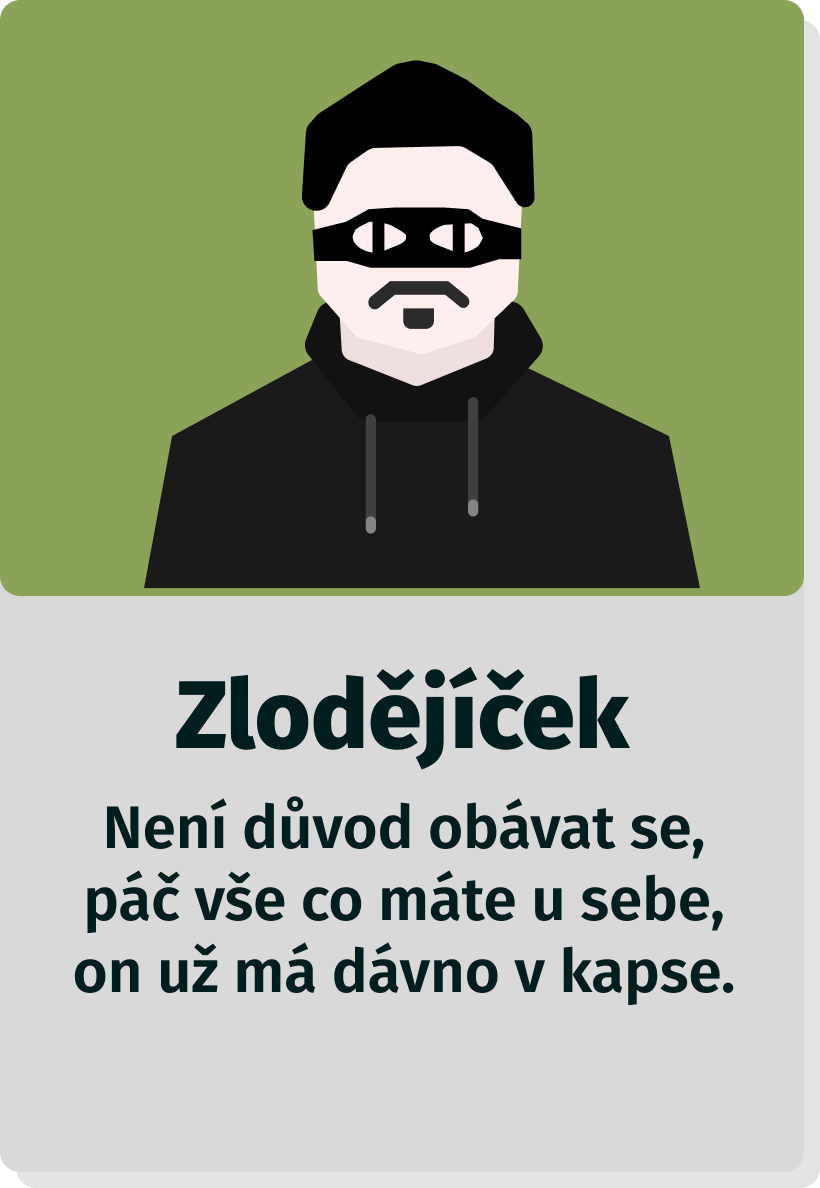 Zlodějíček
Není důvod obávat se,
páč vše co máte u sebe,
on už má dávno v kapse.